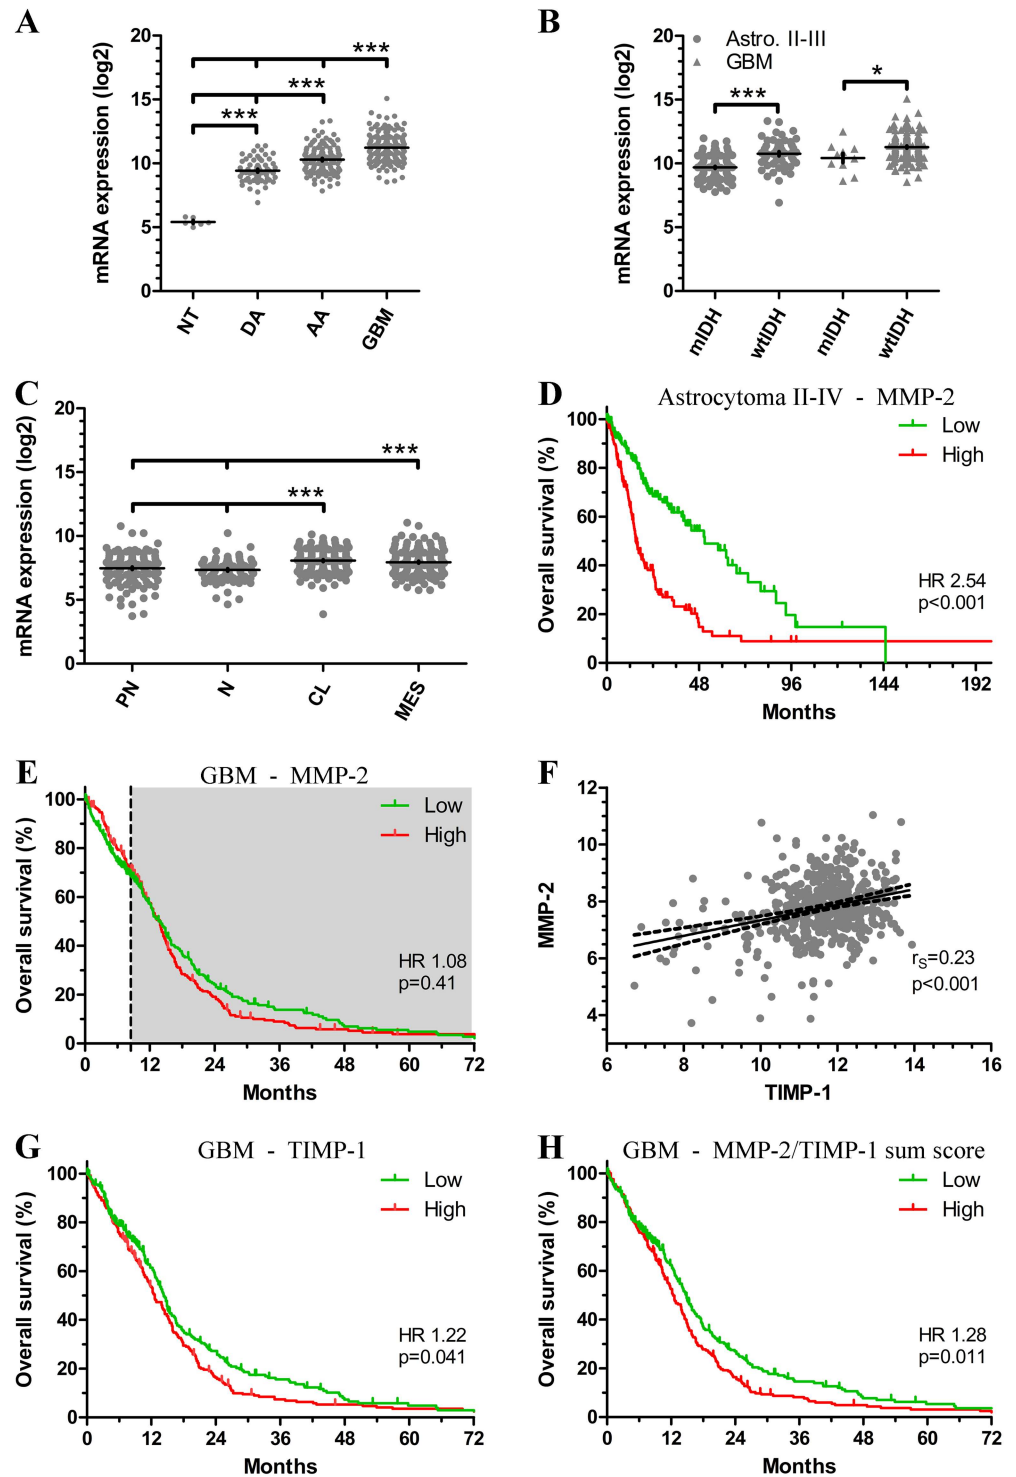 A
mRNA expression (log2)
20
15
10
5
0
***
***
***
NT
DA
AA
GBM
B
mRNA expression (log2)
20
15
10
5
0
Astro. II-III
GBM
***
*
mIDH
wtIDH
mIDH
wtIDH
C
mRNA expression (log2)
20
15
10
5
0
***
***
PN
N
CL
MES
D
Astrocytoma II-IV - MMP-2
Overall survival (%)
100
80
60
40
20
0
Low
High
HR 2.54
p<0.001
0 48 96 144 192
Months
E
GBM - MMP-2
Overall survival (%)
100
80
60
40
20
0
Low
High
HR 1.08
p=0.41
0 12 24 36 48 60 72
Months
F
MMP-2
12
10
8
6
4
rS=0.23
p<0.001
6 8 10 12 14 16
TIMP-1
G
GBM - TIMP-1
Overall survival (%)
100
80
60
40
20
0
Low
High
HR 1.22
p=0.041
0 12 24 36 48 60 72
Months
H
GBM - MMP-2/TIMP-1 sum score
Overall survival (%)
100
80
60
40
20
0
Low
High
HR 1.28
p=0.011
0 12 24 36 48 60 72
Months